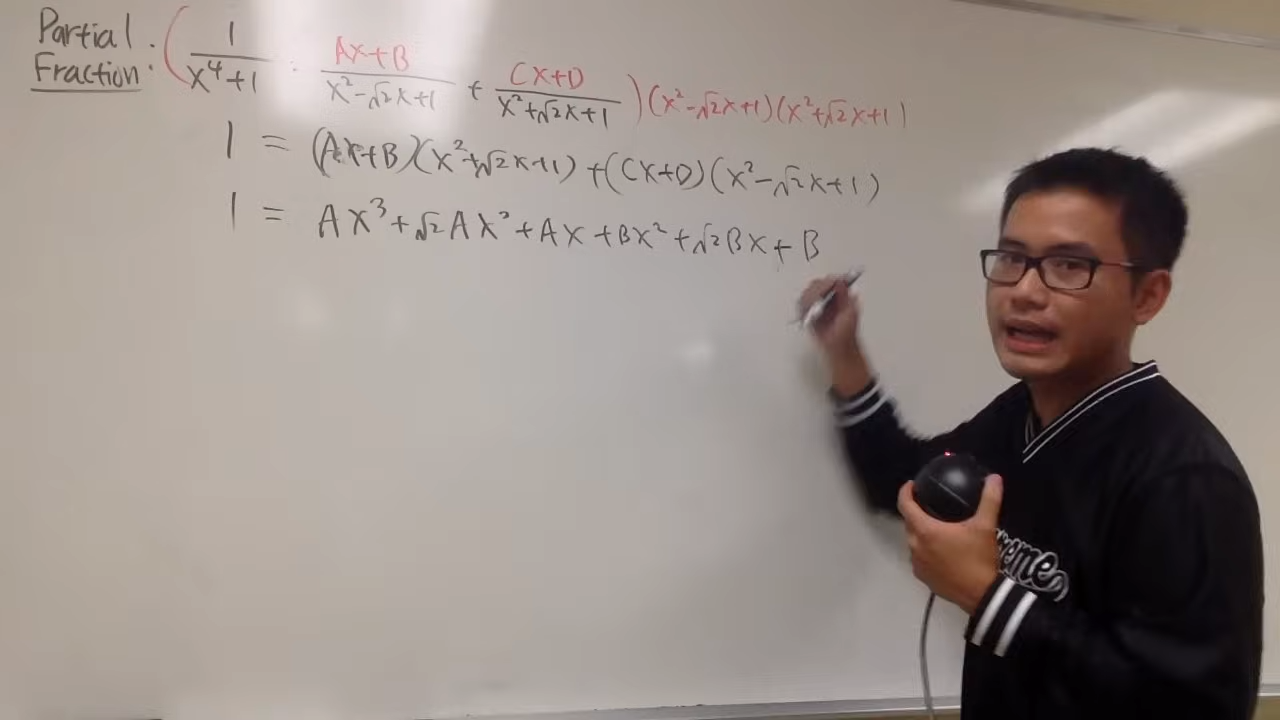 Partial : ( 1/(x⁴+1) = (Ax+B)/(x²-√2x+1) + (Cx+D)/(x²+√2x+1) ) (x²-√2x+1)(x²+√2x+1)
Fraction:
1 = (Ax+B)(x²+√2x+1)+(Cx+D)(x²-√2x+1)
1 = Ax³+√2Ax²+Ax+Bx²+√2Bx+B